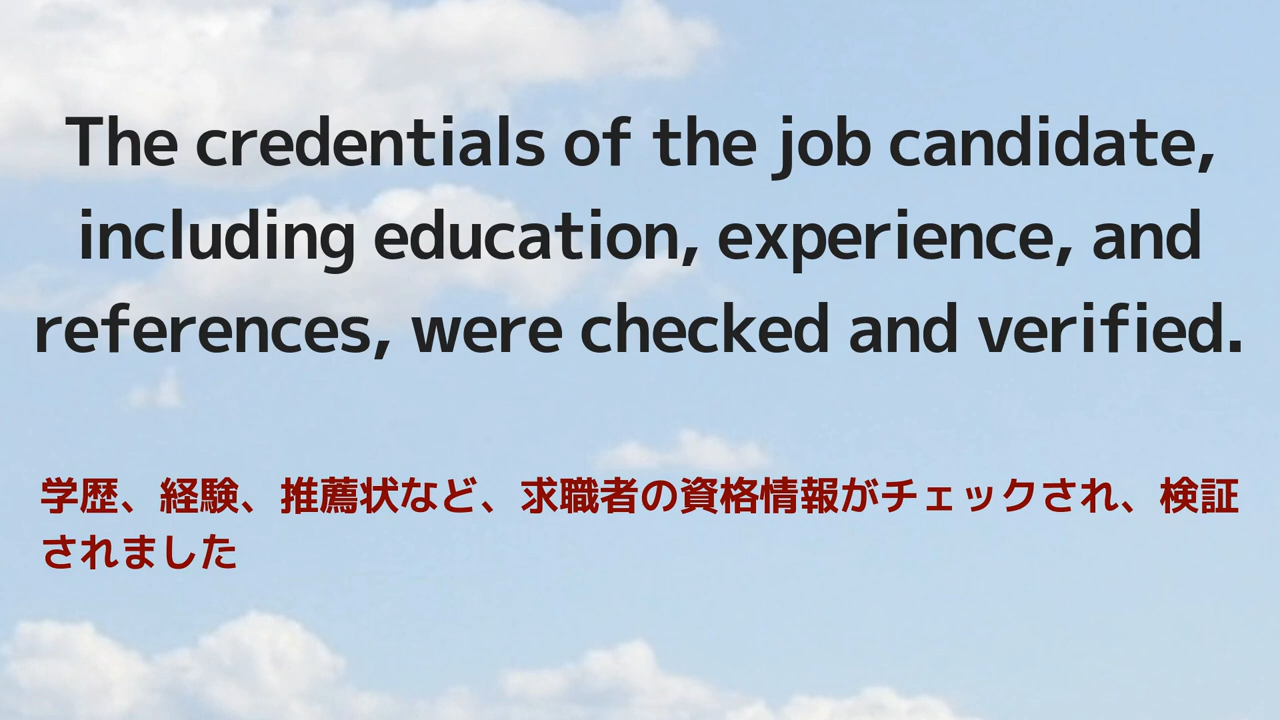 The credentials of the job candidate,
including education, experience, and
references, were checked and verified.
学歴、経験、推薦状など、求職者の資格情報がチェックされ、検証
されました